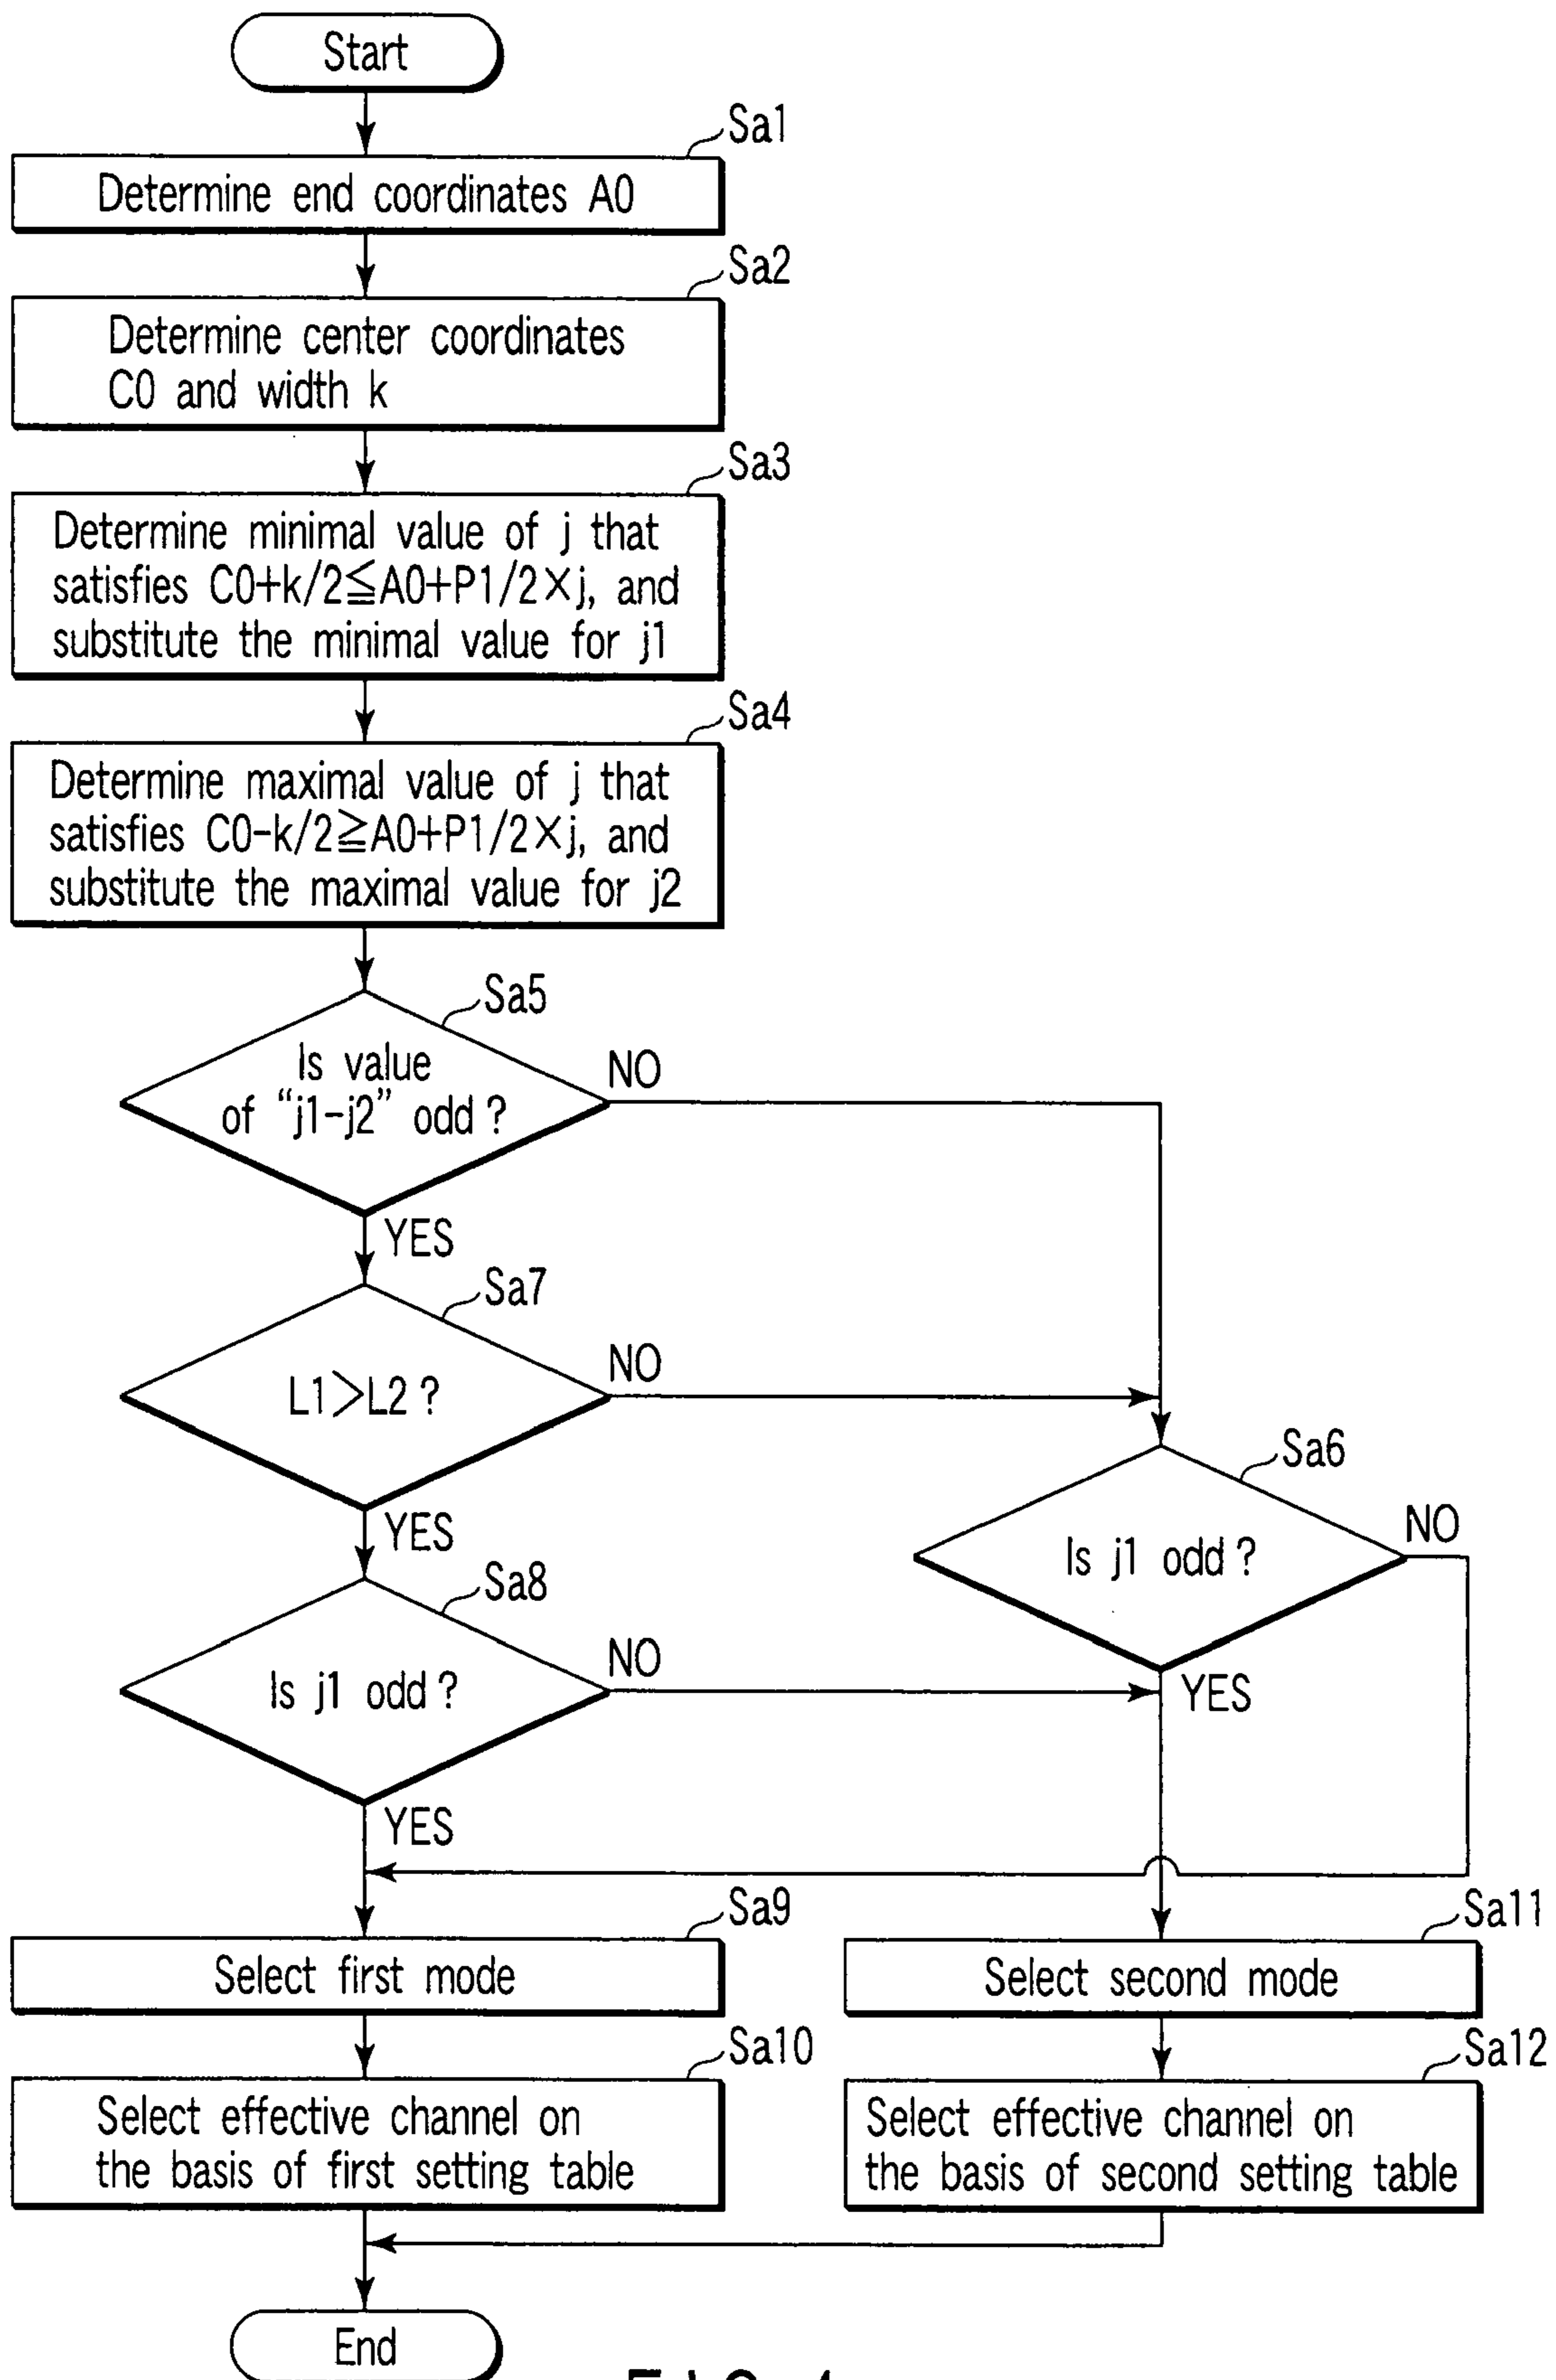 Start
Sa1
Determine end coordinates A0
Sa2
Determine center coordinates
C0 and width k
Sa3
Determine minimal value of j that
satisfies C0+k/2≦A0+P1/2×j, and
substitute the minimal value for j1
Sa4
Determine maximal value of j that
satisfies C0-k/2≧A0+P1/2×j, and
substitute the maximal value for j2
Sa5
Is value
of “j1-j2” odd?
NO
YES
Sa7
L1>L2?
NO
YES
Sa6
Is j1 odd?
NO
YES
Sa8
Is j1 odd?
NO
YES
Sa9
Select first mode
Sa11
Select second mode
Sa10
Select effective channel on
the basis of first setting table
Sa12
Select effective channel on
the basis of second setting table
End